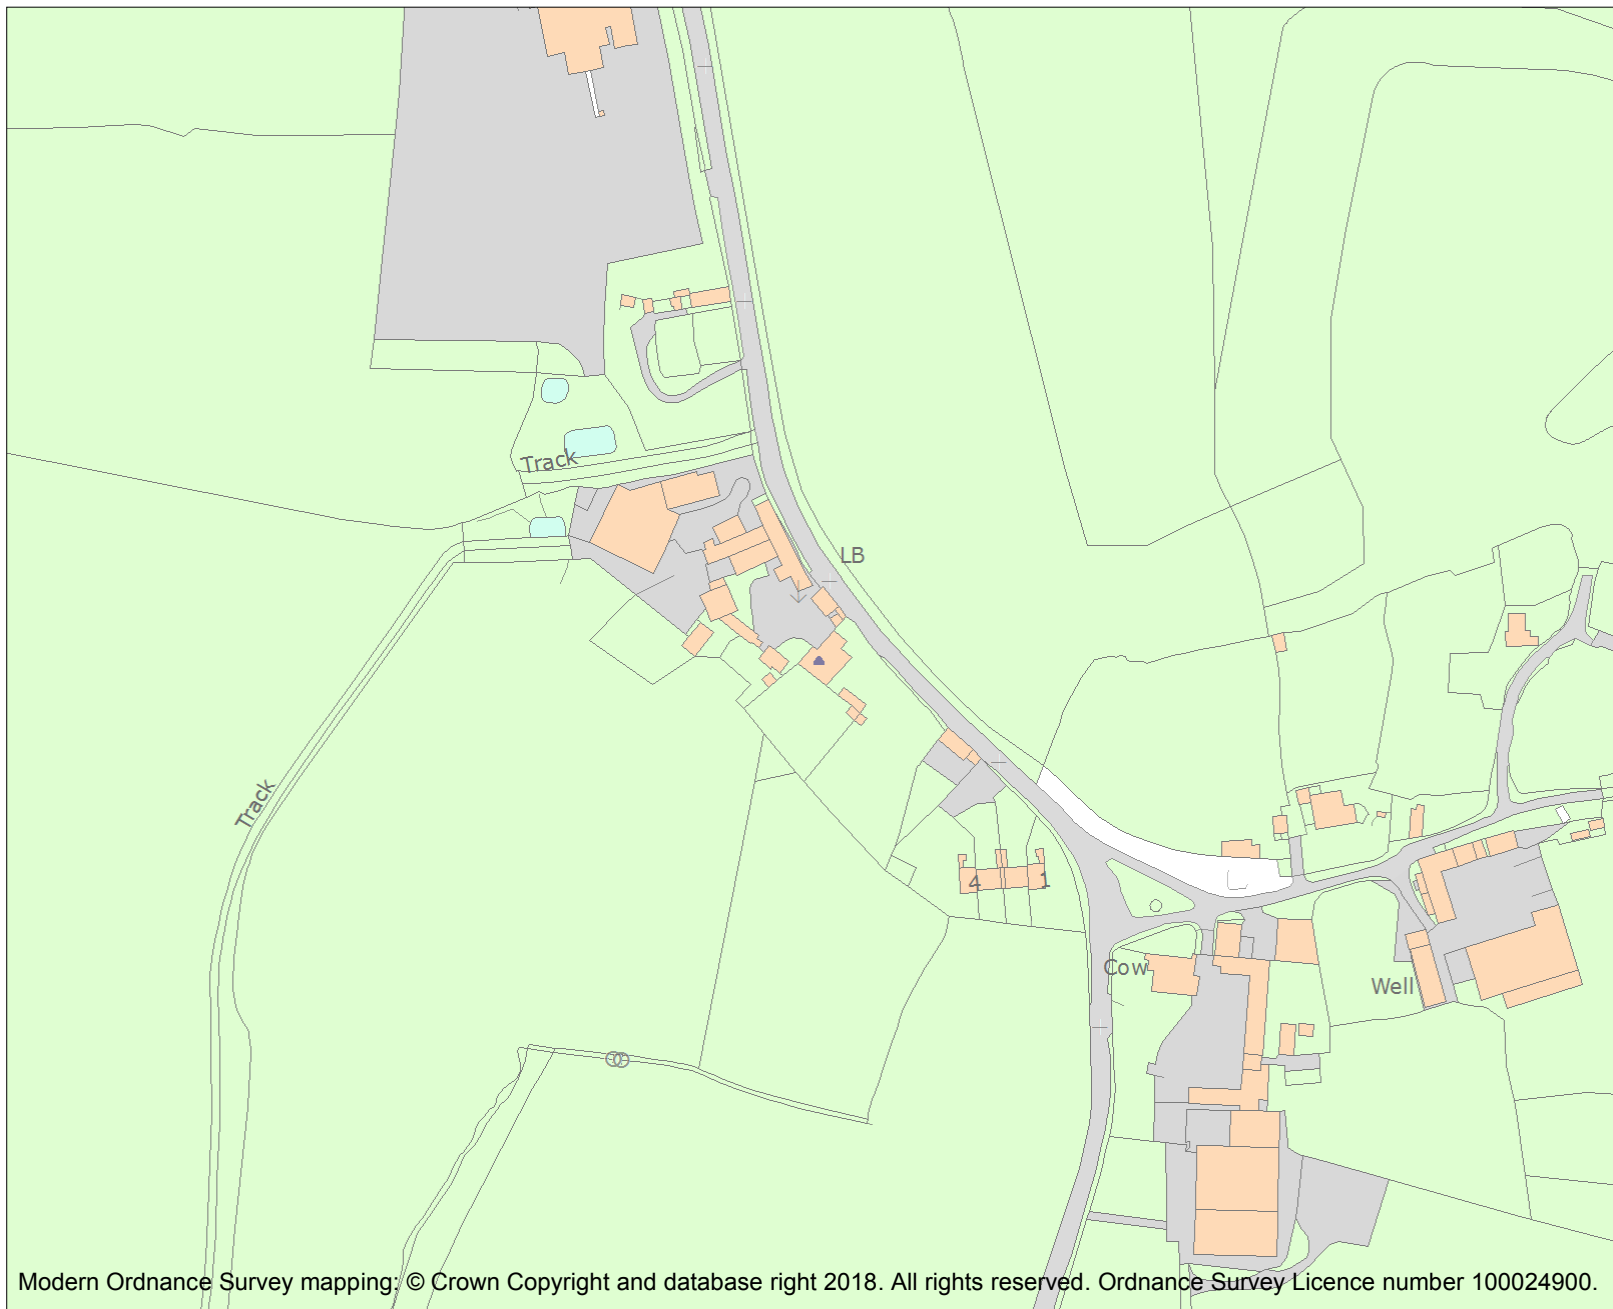 Track
LB
Track
4
1
Cow
Well
Modern Ordnance Survey mapping: © Crown Copyright and database right 2018. All rights reserved. Ordnance Survey Licence number 100024900.